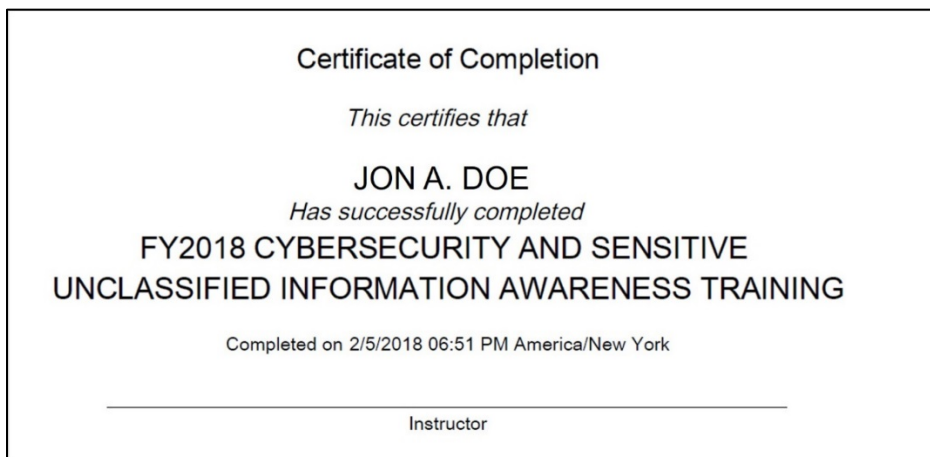 Certificate of Completion
This certifies that
JON A. DOE
Has successfully completed
FY2018 CYBERSECURITY AND SENSITIVE
UNCLASSIFIED INFORMATION AWARENESS TRAINING
Completed on 2/5/2018 06:51 PM America/New York
Instructor